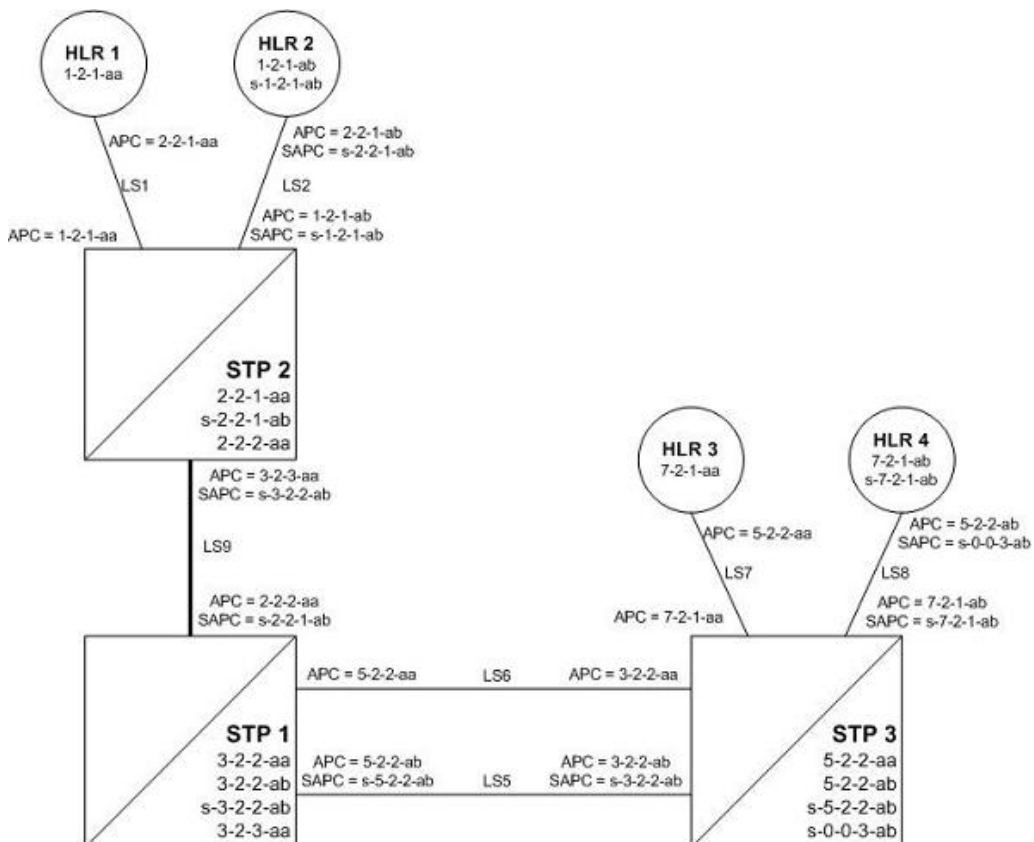 HLR 1
1-2-1-aa
HLR 2
1-2-1-ab
s-1-2-1-ab
APC = 2-2-1-aa
APC = 2-2-1-ab
SAPC = s-2-2-1-ab
LS1
LS2
APC = 1-2-1-aa
APC = 1-2-1-ab
SAPC = s-1-2-1-ab
STP 2
2-2-1-aa
s-2-2-1-ab
2-2-2-aa
APC = 3-2-3-aa
SAPC = s-3-2-2-ab
LS9
APC = 2-2-2-aa
SAPC = s-2-2-1-ab
HLR 3
7-2-1-aa
HLR 4
7-2-1-ab
s-7-2-1-ab
APC = 5-2-2-aa
APC = 5-2-2-ab
SAPC = s-0-0-3-ab
LS7
LS8
APC = 7-2-1-aa
APC = 7-2-1-ab
SAPC = s-7-2-1-ab
APC = 5-2-2-aa
LS6
APC = 3-2-2-aa
STP 1
3-2-2-aa
3-2-2-ab
s-3-2-2-ab
3-2-3-aa
APC = 5-2-2-ab
SAPC = s-5-2-2-ab
LS5
APC = 3-2-2-ab
SAPC = s-3-2-2-ab
STP 3
5-2-2-aa
5-2-2-ab
s-5-2-2-ab
s-0-0-3-ab